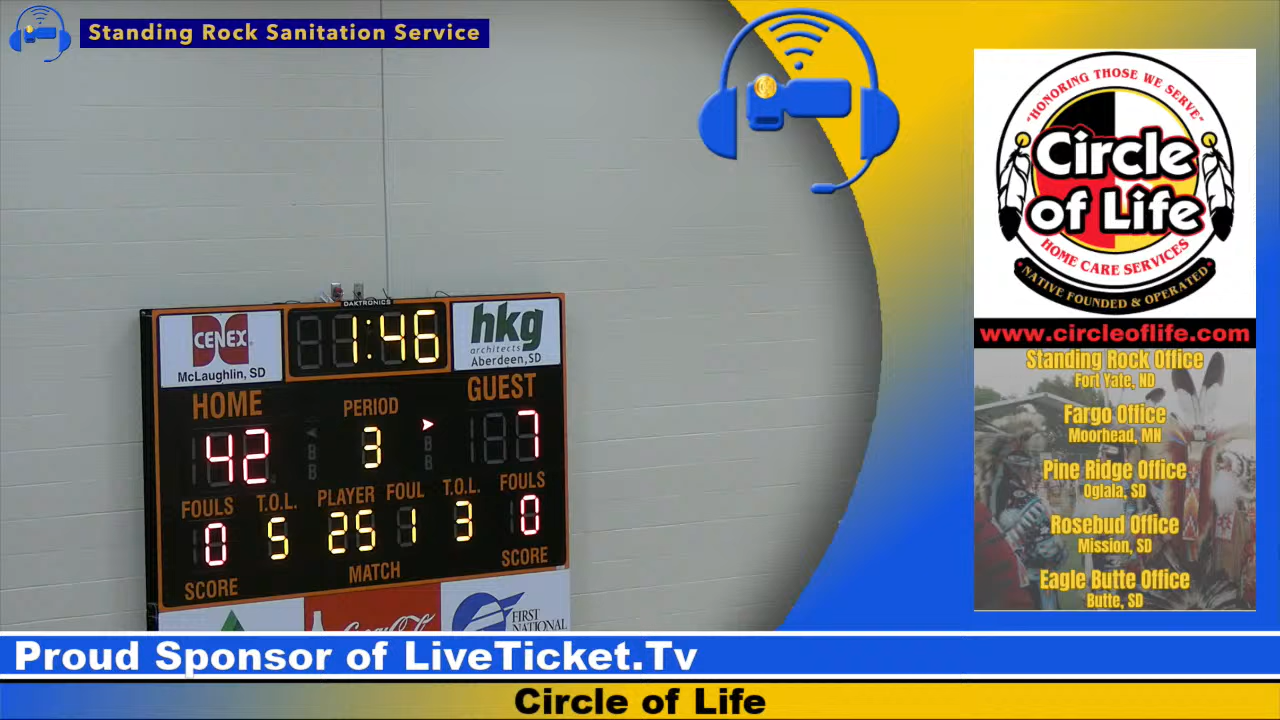 Standing Rock Sanitation Service
"HONORING THOSE WE SERVE"
Circle
of Life
HOME CARE SERVICES
NATIVE FOUNDED & OPERATED
www.circleoflife.com
Standing Rock Office
Fort Yate, ND
Fargo Office
Moorhead, MN
Pine Ridge Office
Oglala, SD
Rosebud Office
Mission, SD
Eagle Butte Office
Butte, SD
DAKTRONICS
CENEX
McLaughlin, SD
1:46
hkg
architects
Aberdeen, SD
HOME
PERIOD
GUEST
42
3
7
FOULS
T.O.L.
PLAYER
FOUL
T.O.L.
FOULS
0
5
25
1
3
0
SCORE
MATCH
SCORE
Coca-Cola
FIRST
NATIONAL
Proud Sponsor of LiveTicket.Tv
Circle of Life